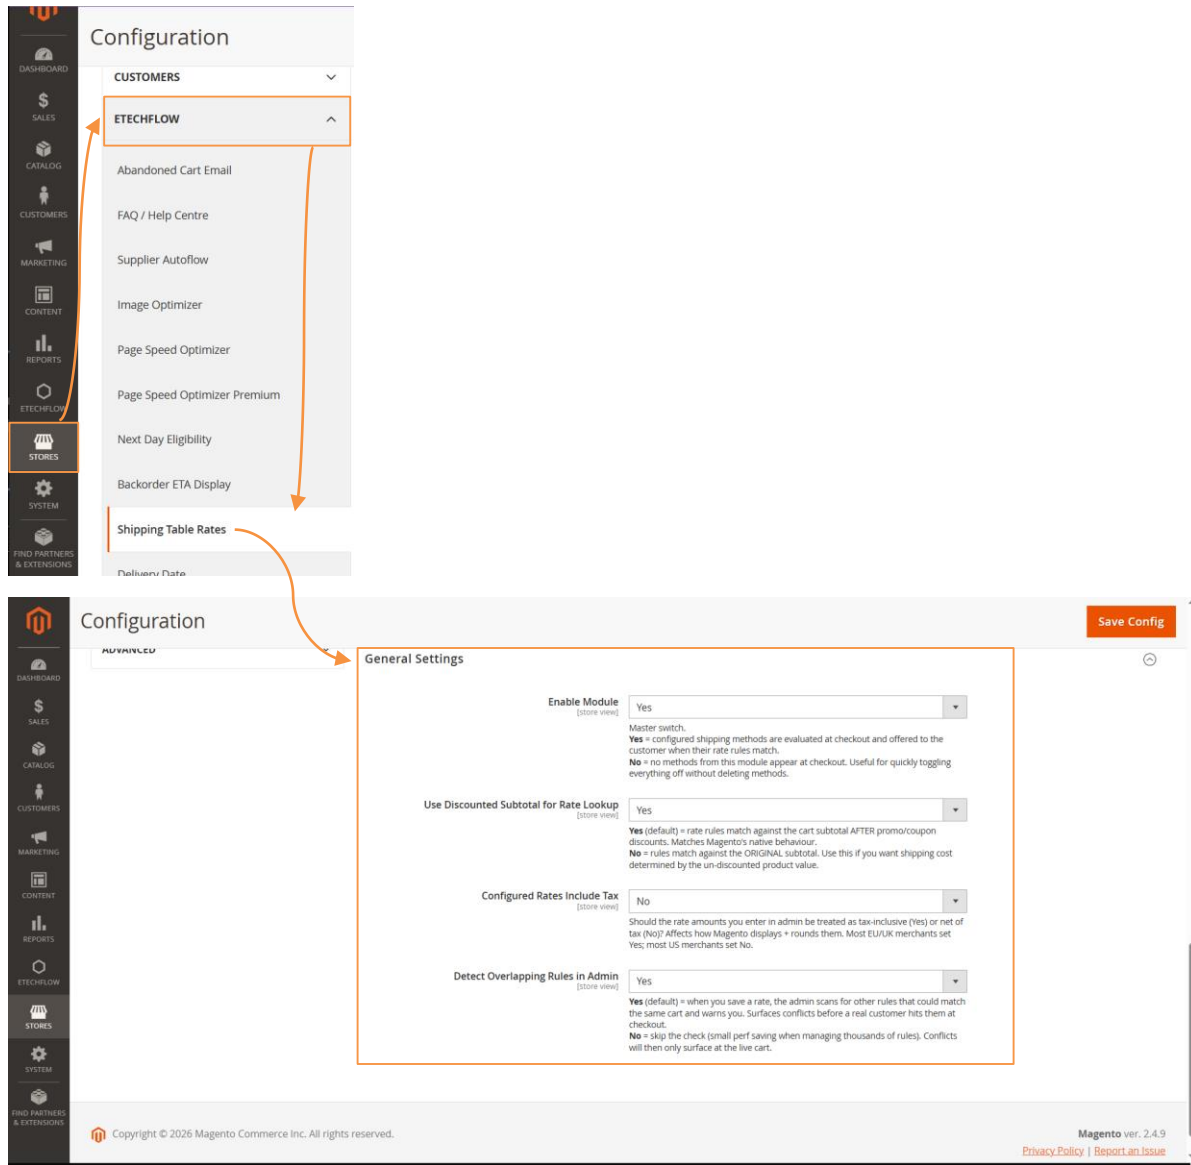 Configuration
DASHBOARD
SALES
CATALOG
CUSTOMERS
MARKETING
CONTENT
REPORTS
ETECHFLOW
STORES
SYSTEM
FIND PARTNERS
& EXTENSIONS
CUSTOMERS
ETECHFLOW
Abandoned Cart Email
FAQ / Help Centre
Supplier Autoflow
Image Optimizer
Page Speed Optimizer
Page Speed Optimizer Premium
Next Day Eligibility
Backorder ETA Display
Shipping Table Rates
Delivery Date
Configuration
Save Config
DASHBOARD
SALES
CATALOG
CUSTOMERS
MARKETING
CONTENT
REPORTS
ETECHFLOW
STORES
SYSTEM
FIND PARTNERS
& EXTENSIONS
ADVANCED
General Settings
Enable Module
[store view]
Yes
Master switch.
Yes = configured shipping methods are evaluated at checkout and offered to the
customer when their rate rules match.
No = no methods from this module appear at checkout. Useful for quickly toggling
everything off without deleting methods.
Use Discounted Subtotal for Rate Lookup
[store view]
Yes
Yes (default) = rate rules match against the cart subtotal AFTER promo/coupon
discounts. Matches Magento's native behaviour.
No = rules match against the ORIGINAL subtotal. Use this if you want shipping cost
determined by the un-discounted product value.
Configured Rates Include Tax
[store view]
No
Should the rate amounts you enter in admin be treated as tax-inclusive (Yes) or net of
tax (No)? Affects how Magento displays + rounds them. Most EU/UK merchants set
Yes; most US merchants set No.
Detect Overlapping Rules in Admin
[store view]
Yes
Yes (default) = when you save a rate, the admin scans for other rules that could match
the same cart and warns you. Surfaces conflicts before a real customer hits them at
checkout.
No = skip the check (small perf saving when managing thousands of rules). Conflicts
will then only surface at the live cart.
Copyright © 2026 Magento Commerce Inc. All rights reserved.
Magento ver. 2.4.9
Privacy Policy | Report an Issue